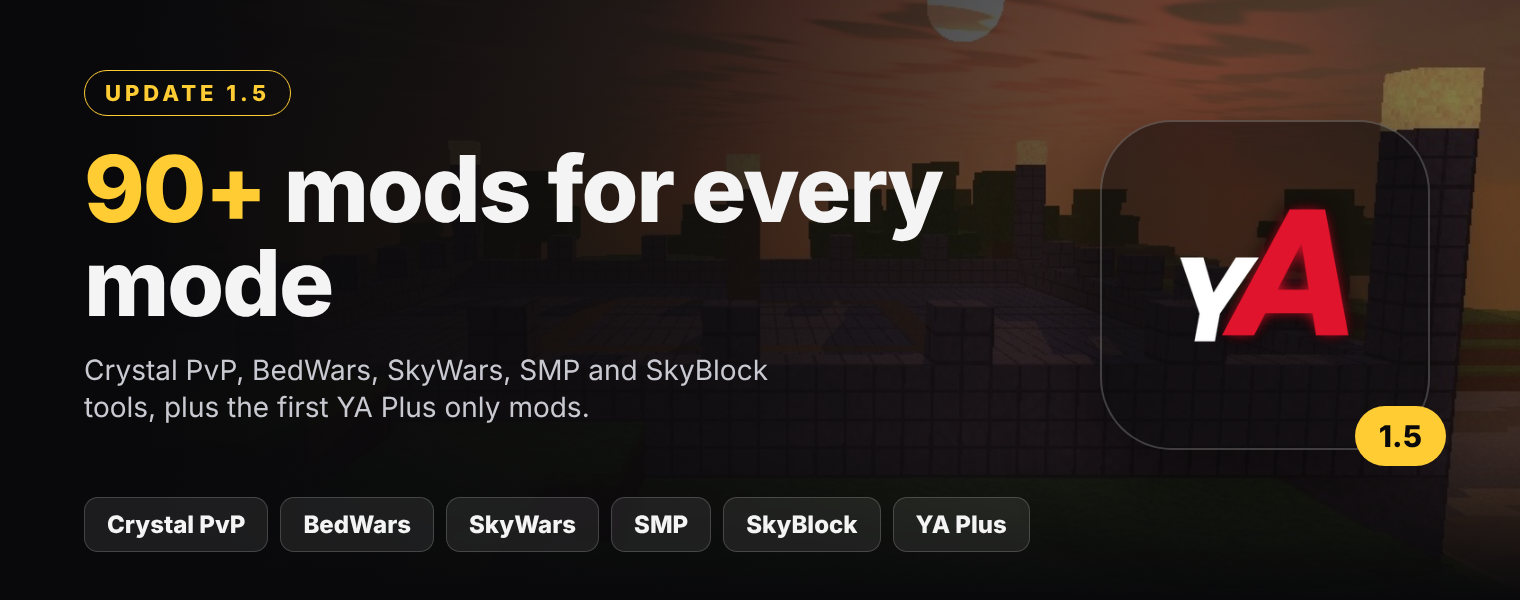 UPDATE 1.5
90+ mods for every
mode
Crystal PvP, BedWars, SkyWars, SMP and SkyBlock
tools, plus the first YA Plus only mods.
YA
1.5
Crystal PvP
BedWars
SkyWars
SMP
SkyBlock
YA Plus